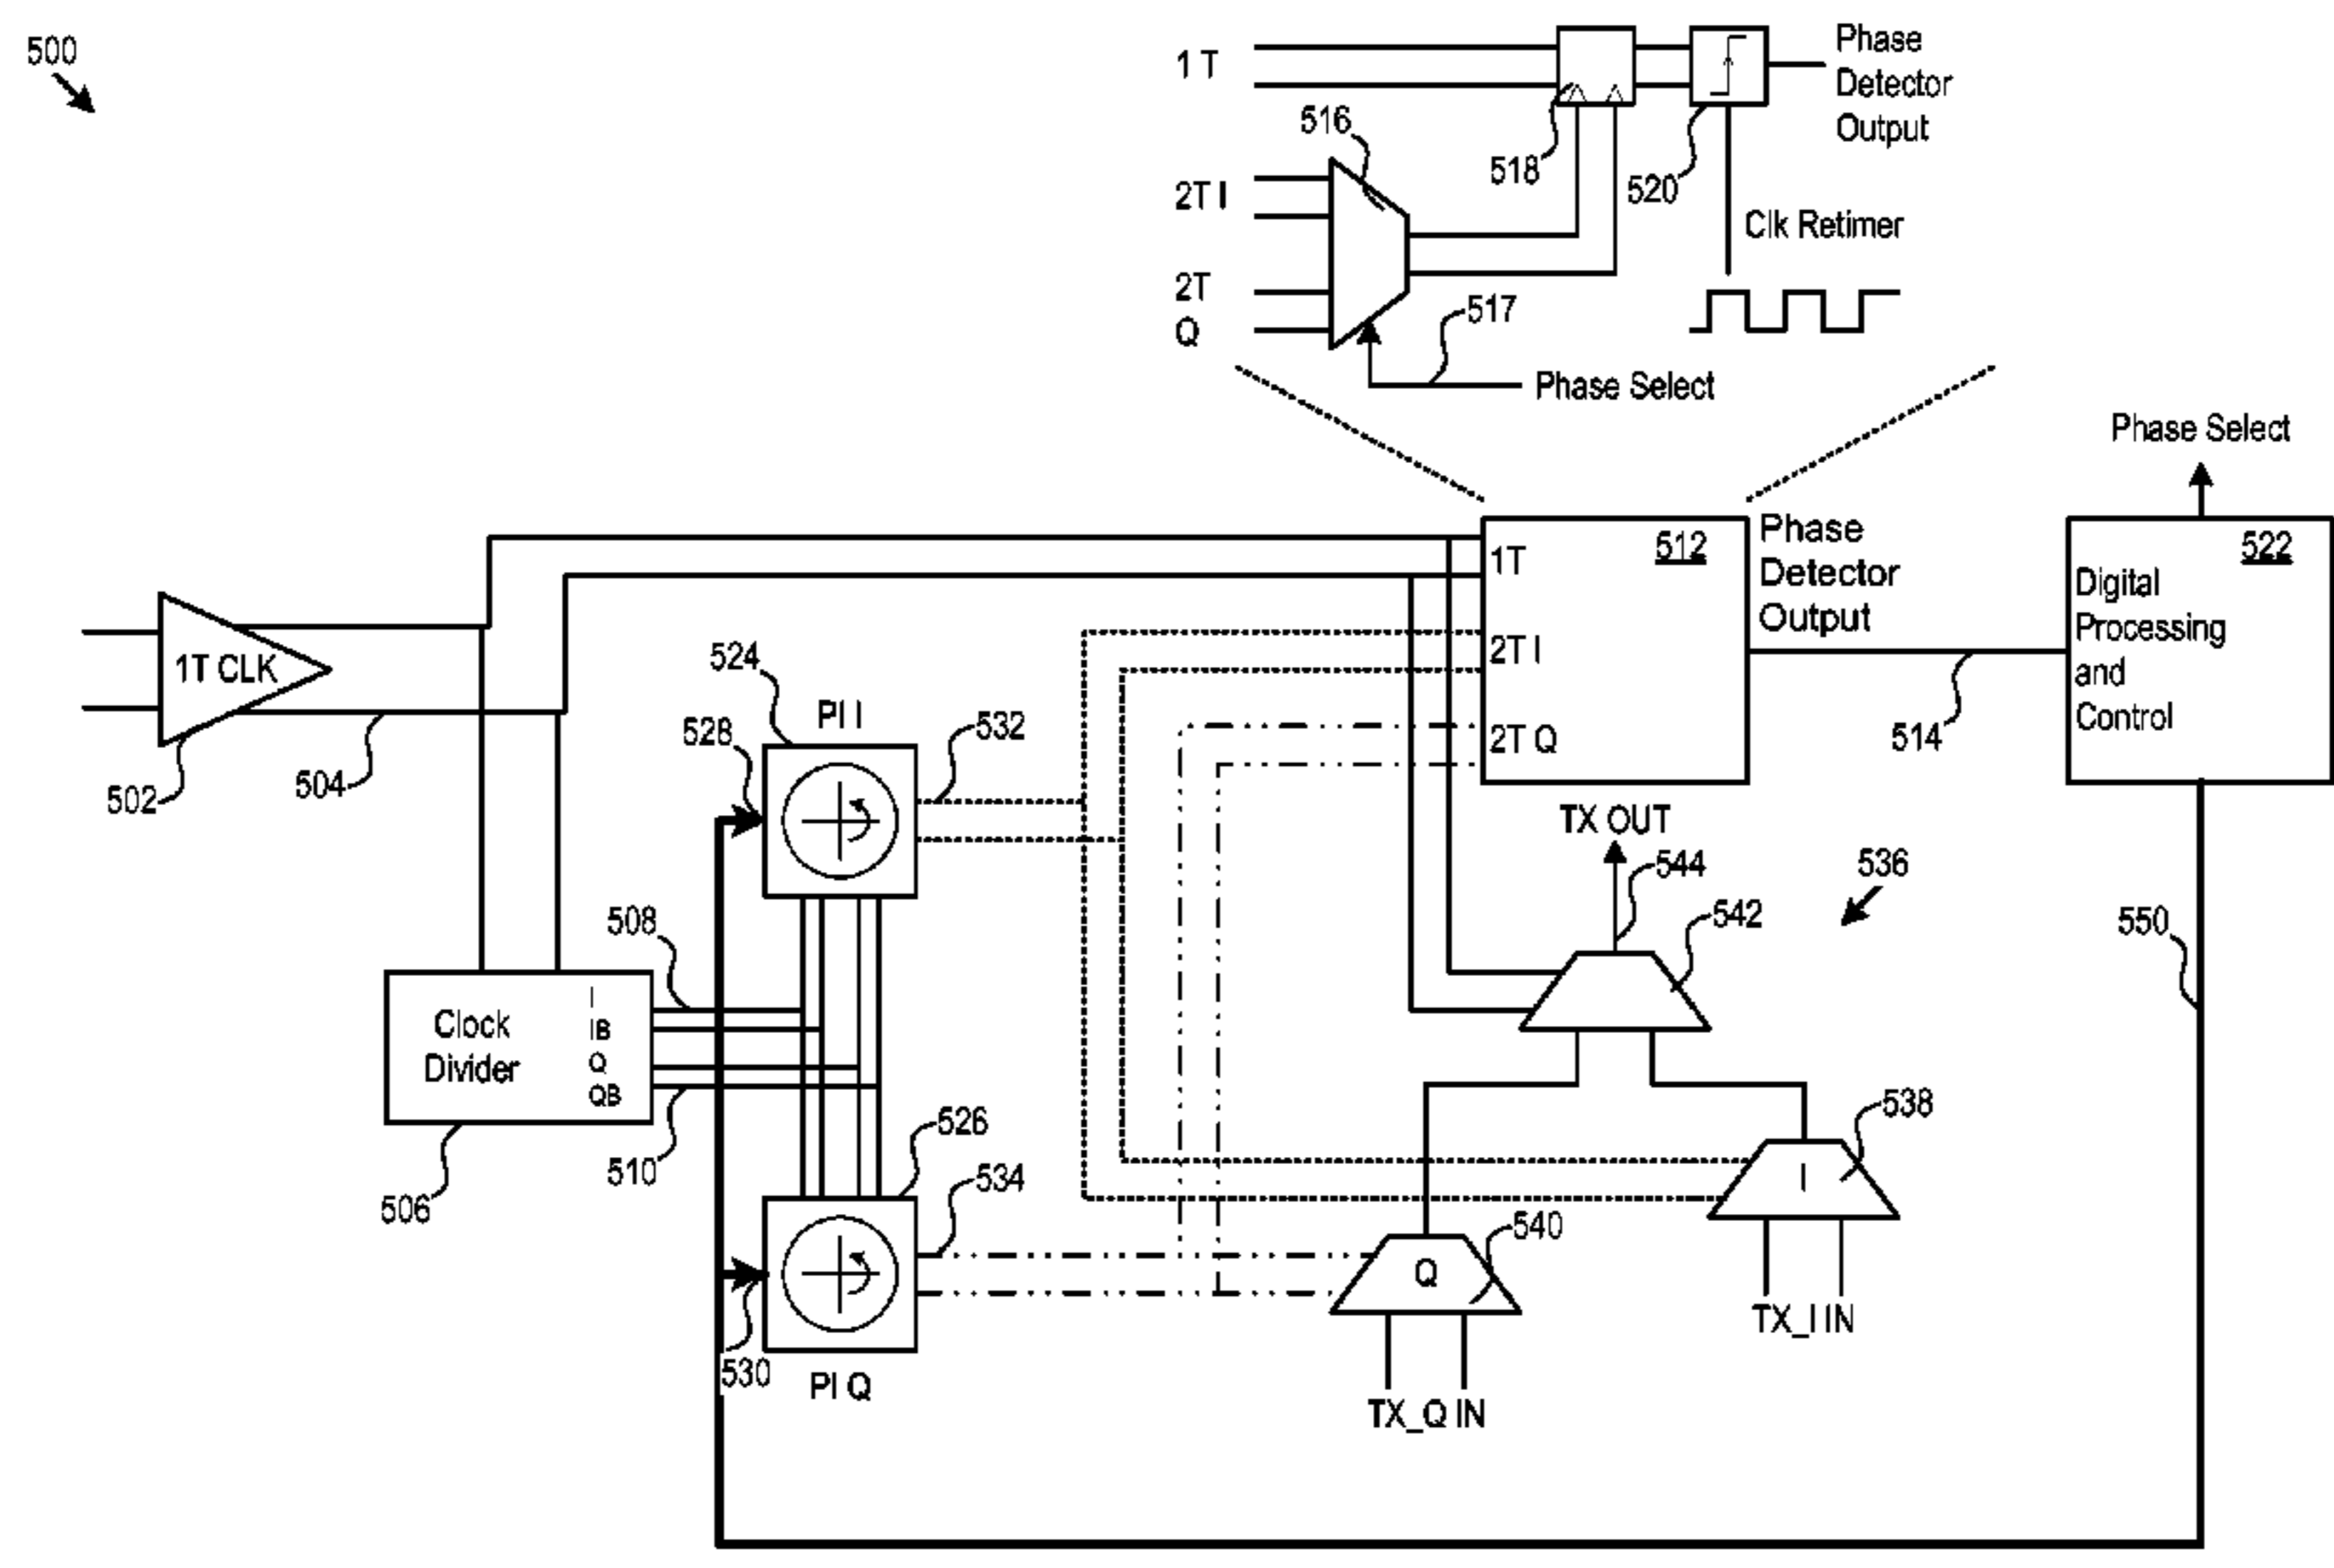 500
1 T
Phase
Detector
Output
516
518
520
2T I
Clk Retimer
2T
Q
517
Phase Select
Phase Select
1T
512
Phase
Detector
Output
522
Digital
Processing
and
Control
2T I
2T Q
514
1T CLK
502
504
524
PI I
528
532
TX OUT
544
536
542
550
508
Clock
Divider
I
IB
Q
QB
510
506
526
534
538
I
540
Q
530
PI Q
TX_I IN
TX_Q IN